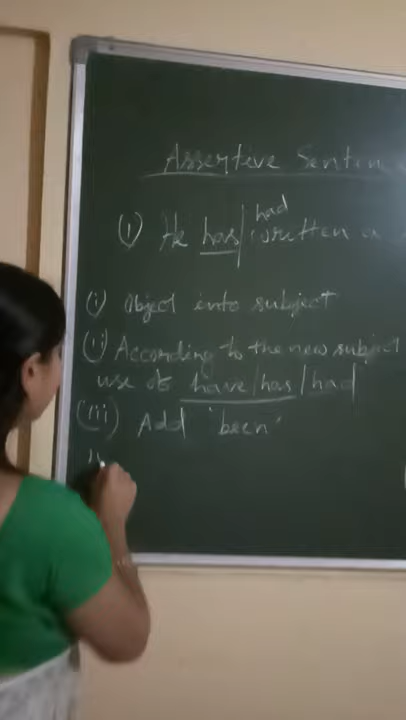 Assertive Senten
(i) He has/had written a
(i) Object into subject
(ii) According to the new subject
use of have/has/had
(iii) Add 'been'